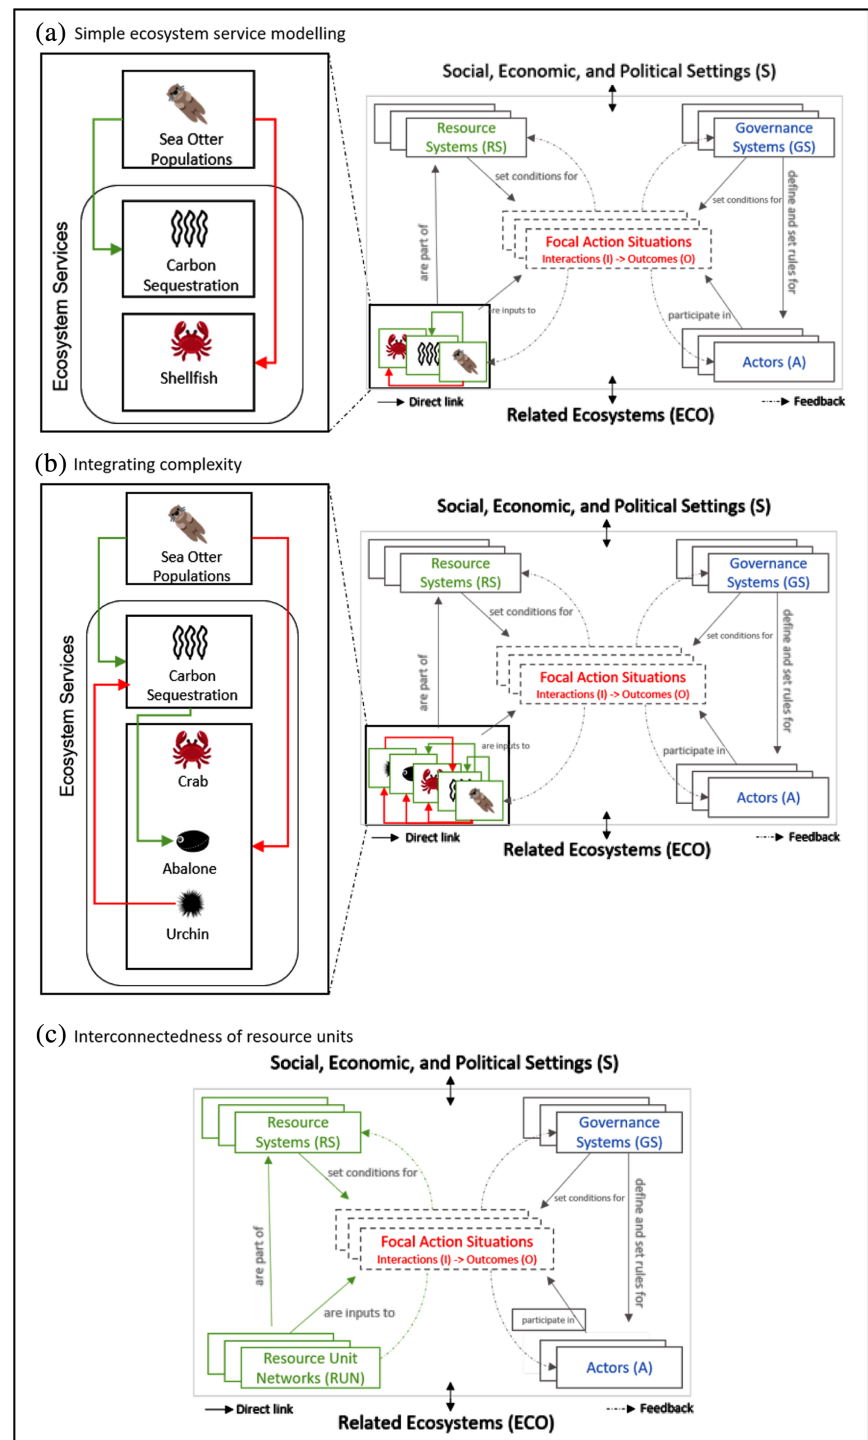 (a) Simple ecosystem service modelling
Sea Otter
Populations
Ecosystem Services
Carbon
Sequestration
Shellfish
Social, Economic, and Political Settings (S)
Resource
Systems (RS)
Governance
Systems (GS)
set conditions for
set conditions for
define and set rules for
are part of
Focal Action Situations
Interactions (I) -> Outcomes (O)
re inputs to
participate in
Actors (A)
Direct link
Feedback
Related Ecosystems (ECO)
(b) Integrating complexity
Sea Otter
Populations
Ecosystem Services
Carbon
Sequestration
Crab
Abalone
Urchin
Social, Economic, and Political Settings (S)
Resource
Systems (RS)
Governance
Systems (GS)
set conditions for
set conditions for
define and set rules for
are part of
Focal Action Situations
Interactions (I) -> Outcomes (O)
are inputs to
participate in
Actors (A)
Direct link
Feedback
Related Ecosystems (ECO)
(c) Interconnectedness of resource units
Social, Economic, and Political Settings (S)
Resource
Systems (RS)
Governance
Systems (GS)
set conditions for
set conditions for
define and set rules for
are part of
Focal Action Situations
Interactions (I) -> Outcomes (O)
are inputs to
participate in
Resource Unit
Networks (RUN)
Actors (A)
Direct link
Feedback
Related Ecosystems (ECO)